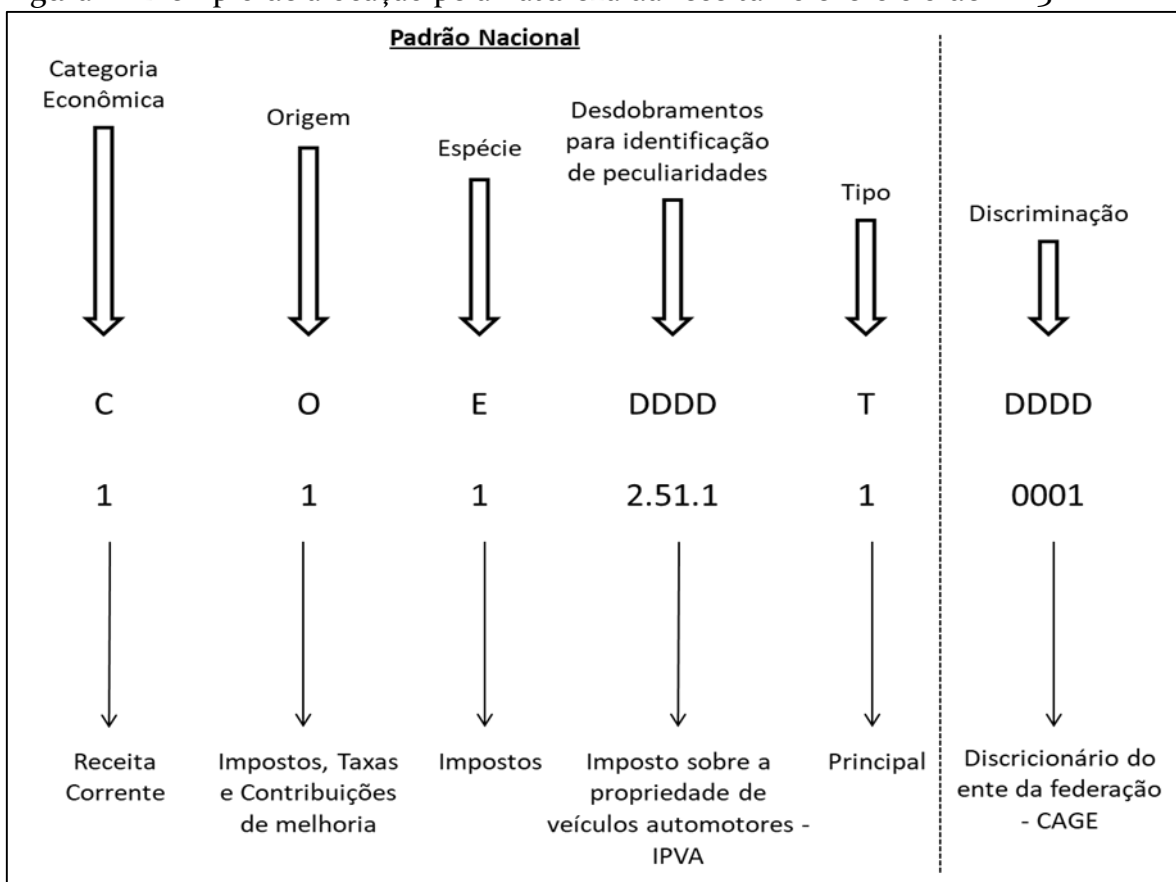 Padrão Nacional
Categoria
Econômica
Origem
Espécie
Desdobramentos
para identificação
de peculiaridades
Tipo
Discriminação
C O E DDDD T DDDD
1 1 1 2.51.1 1 0001
Receita
Corrente
Impostos, Taxas
e Contribuições
de melhoria
Impostos
Imposto sobre a
propriedade de
veículos automotores -
IPVA
Principal
Discricionário do
ente da federação
- CAGE